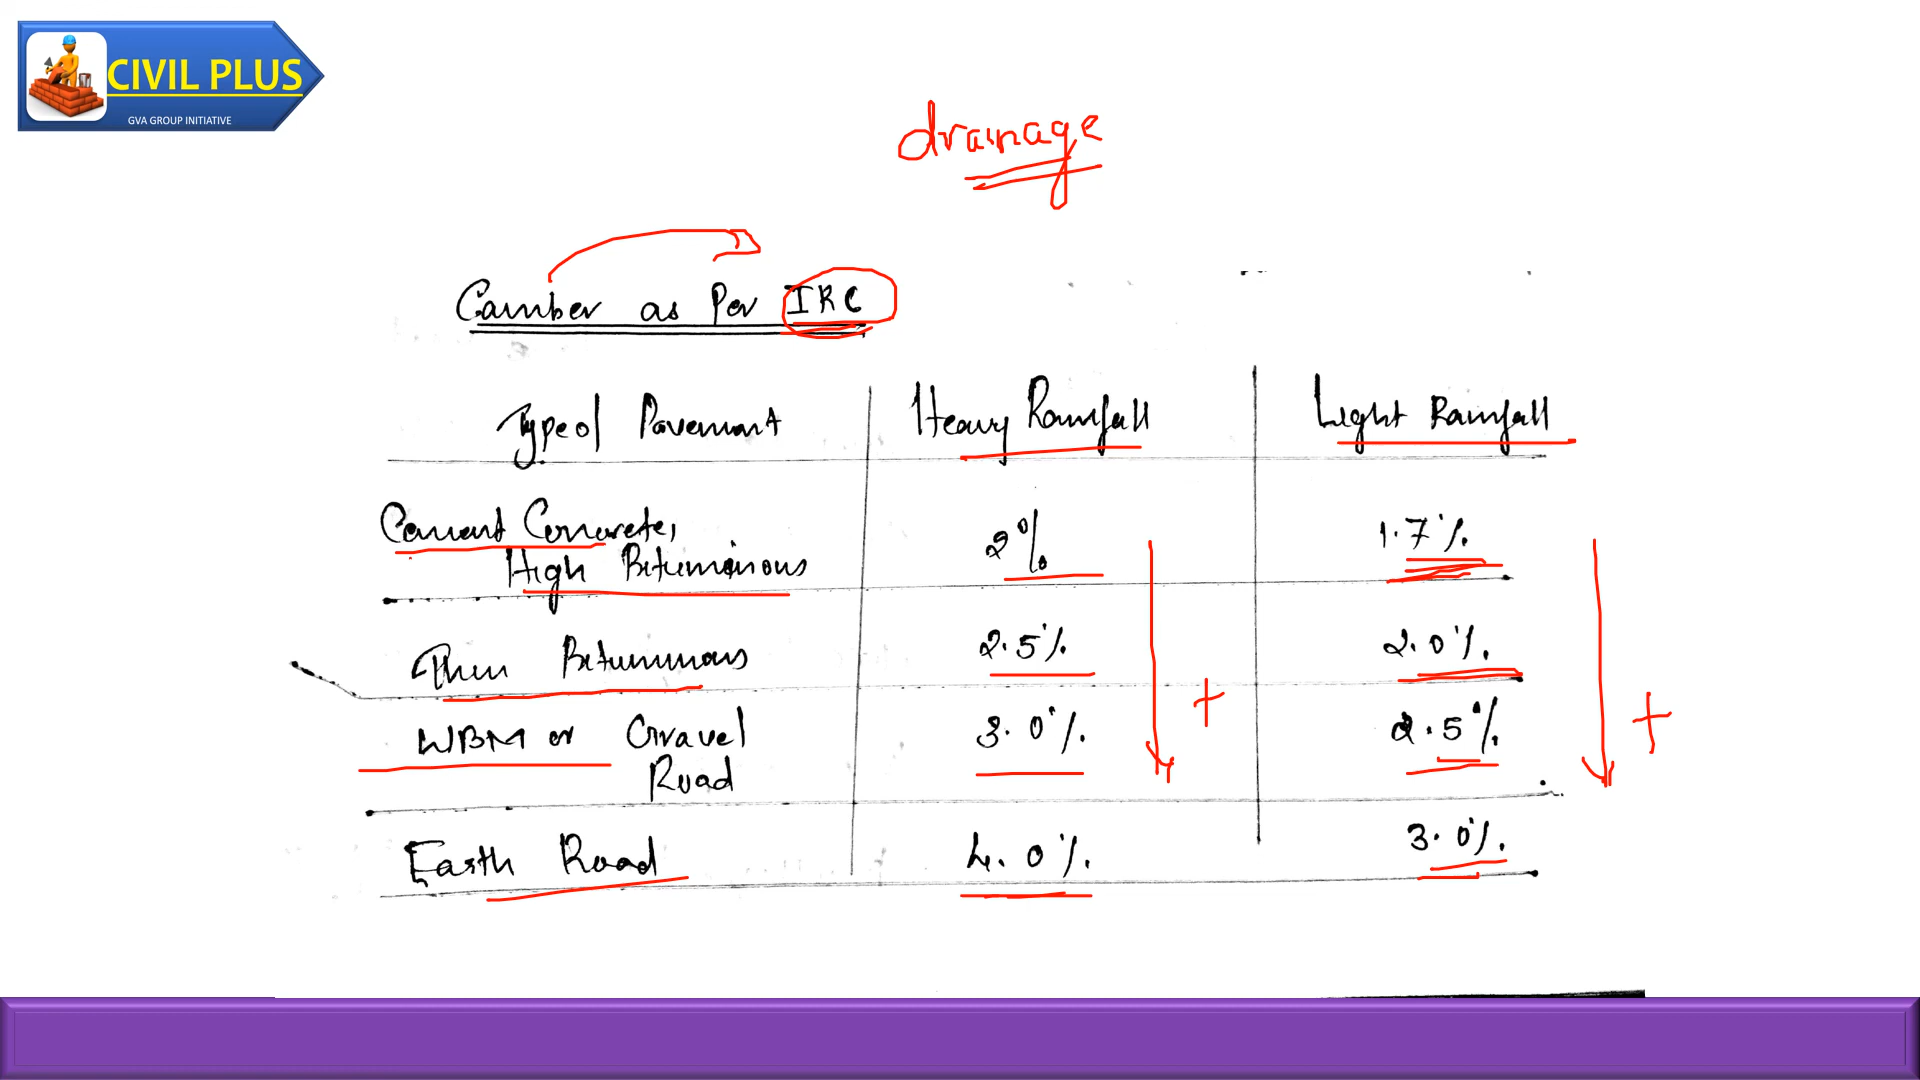 CIVIL PLUS
GVA GROUP INITIATIVE
drainage
Camber as Per IRC
Type of Pavement Heavy Rainfall Light Rainfall
Cement Concrete, 2% 1.7%
High Bituminous
Thin Bituminous 2.5% 2.0%
WBM or Gravel 3.0% 2.5%
Road
Earth Road 4.0% 3.0%
+ +